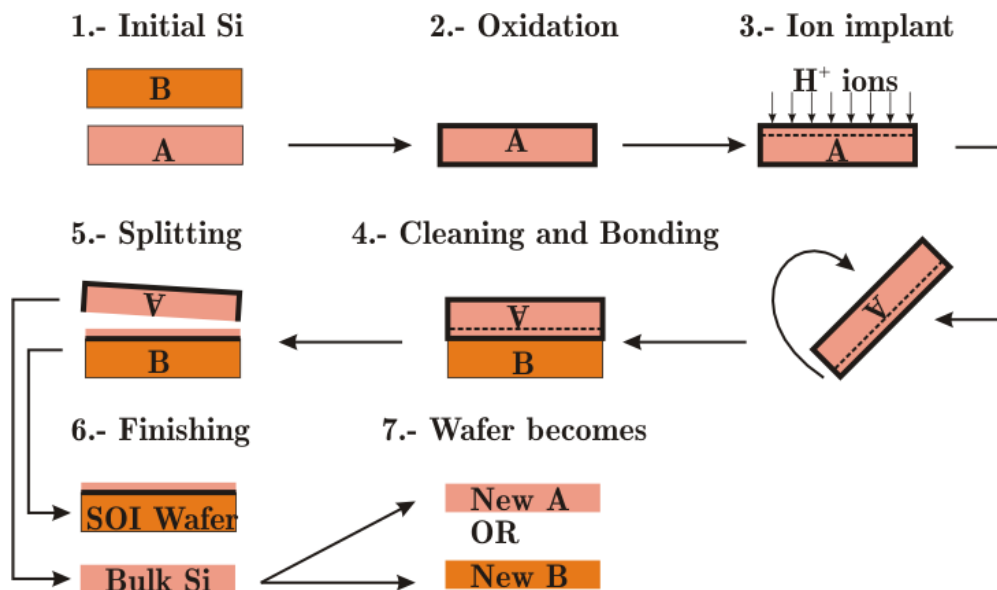 1.- Initial Si
2.- Oxidation
3.- Ion implant
B
A
A
H⁺ ions
A
5.- Splitting
4.- Cleaning and Bonding
A
B
A
B
A
6.- Finishing
7.- Wafer becomes
SOI Wafer
Bulk Si
New A
OR
New B